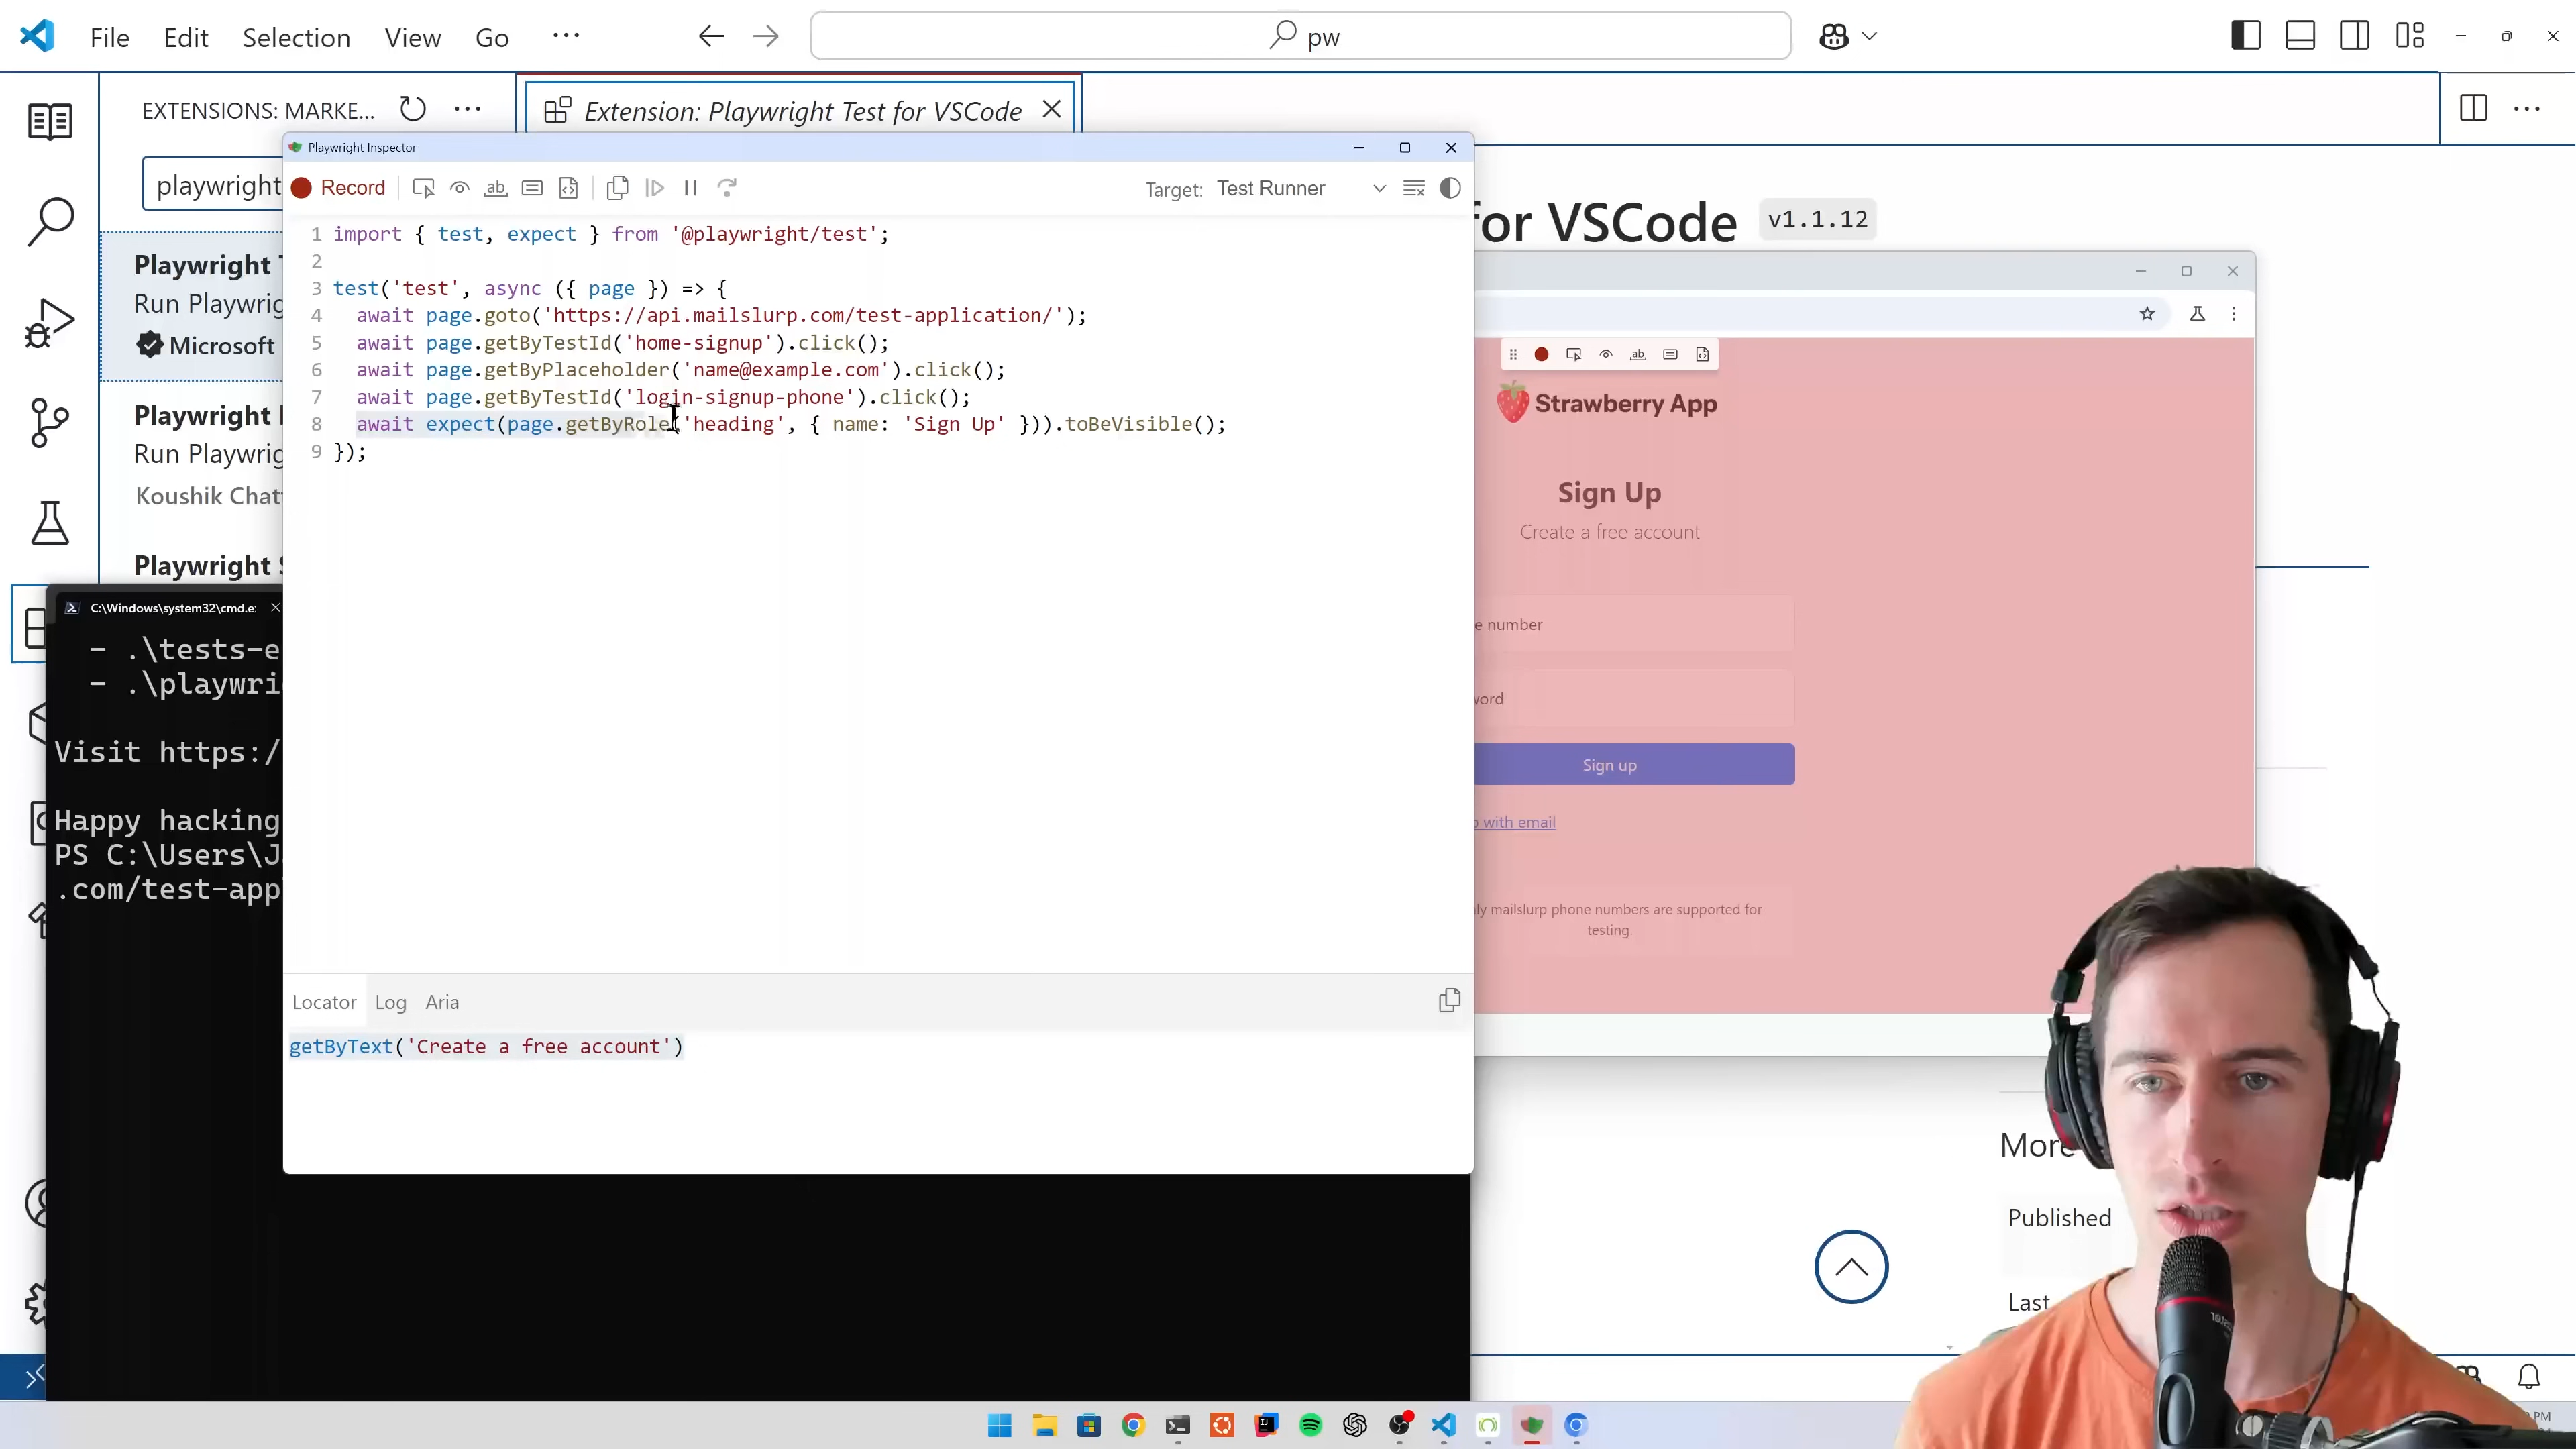 File Edit Selection View Go ...
pw
EXTENSIONS: MARKE...
Extension: Playwright Test for VSCode
playwright
Playwright
Run Playwrig
Microsoft
Playwright
Run Playwrig
Koushik Chat
Playwright
for VSCode v1.1.12
Playwright Inspector
Record
Target: Test Runner
1 import { test, expect } from '@playwright/test';
2
3 test('test', async ({ page }) => {
4 await page.goto('https://api.mailslurp.com/test-application/');
5 await page.getByTestId('home-signup').click();
6 await page.getByPlaceholder('name@example.com').click();
7 await page.getByTestId('login-signup-phone').click();
8 await expect(page.getByRole('heading', { name: 'Sign Up' })).toBeVisible();
9 });
Locator Log Aria
getByText('Create a free account')
Strawberry App
Sign Up
Create a free account
e number
word
Sign up
with email
ly mailslurp phone numbers are supported for
testing.
C:\Windows\system32\cmd.e
- .\tests-e
- .\playwri
Visit https:/
Happy hacking
PS C:\Users\J
.com/test-app
More
Published
Last
PM